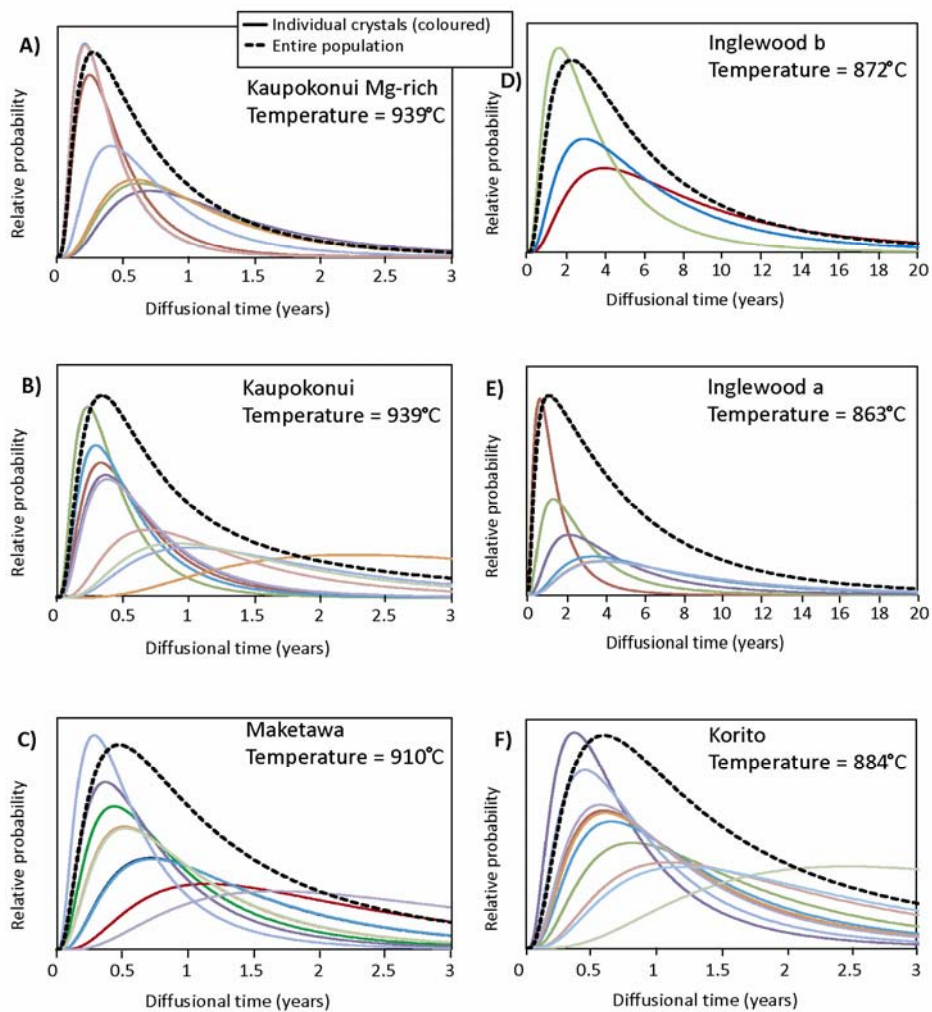 Individual crystals (coloured)
Entire population
A)
Kaupokonui Mg-rich
Temperature = 939°C
Relative probability
0
0.5
1
1.5
2
2.5
3
Diffusional time (years)
D)
Inglewood b
Temperature = 872°C
Relative probability
0
2
4
6
8
10
12
14
16
18
20
Diffusional time (years)
B)
Kaupokonui
Temperature = 939°C
Relative probability
0
0.5
1
1.5
2
2.5
3
Diffusional time (years)
E)
Inglewood a
Temperature = 863°C
Relative probability
0
2
4
6
8
10
12
14
16
18
20
Diffusional time (years)
C)
Maketawa
Temperature = 910°C
Relative probability
0
0.5
1
1.5
2
2.5
3
Diffusional time (years)
F)
Korito
Temperature = 884°C
Relative probability
0
0.5
1
1.5
2
2.5
3
Diffusional time (years)